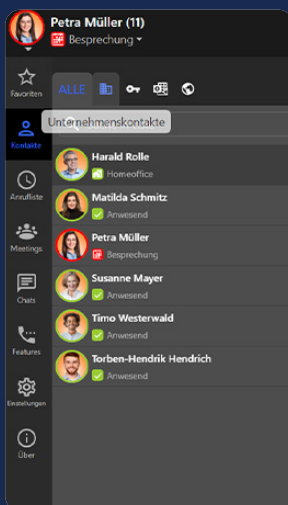 Petra Müller (11)
Besprechung
Favoriten
ALLE
Unternehmenskontakte
Kontakte
Harald Rolle
Homeoffice
Anrufliste
Matilda Schmitz
Anwesend
Meetings
Petra Müller
Besprechung
Chats
Susanne Mayer
Anwesend
Features
Timo Westerwald
Anwesend
Einstellungen
Torben-Hendrik Hendrich
Anwesend
Über